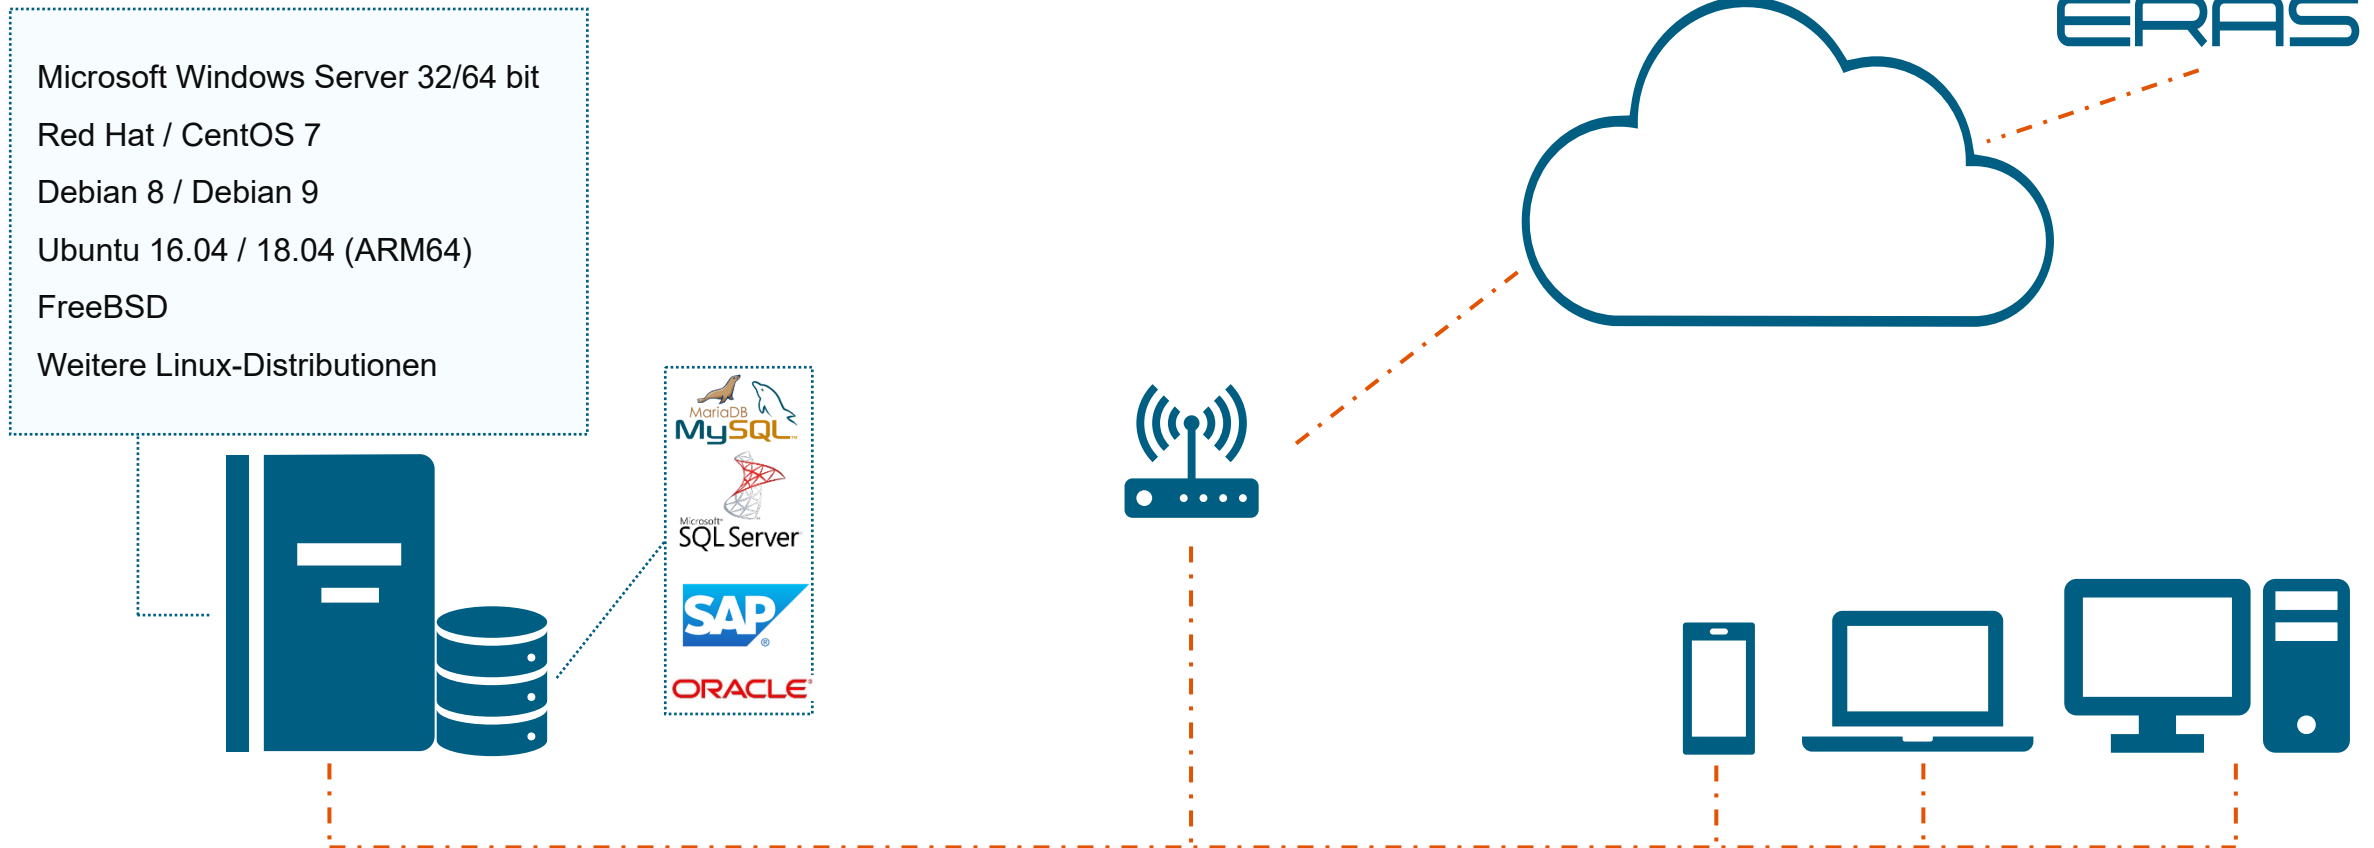 ERAS
Microsoft Windows Server 32/64 bit
Red Hat / CentOS 7
Debian 8 / Debian 9
Ubuntu 16.04 / 18.04 (ARM64)
FreeBSD
Weitere Linux-Distributionen
MariaDB
MySQL™
Microsoft®
SQL Server
SAP®
ORACLE®